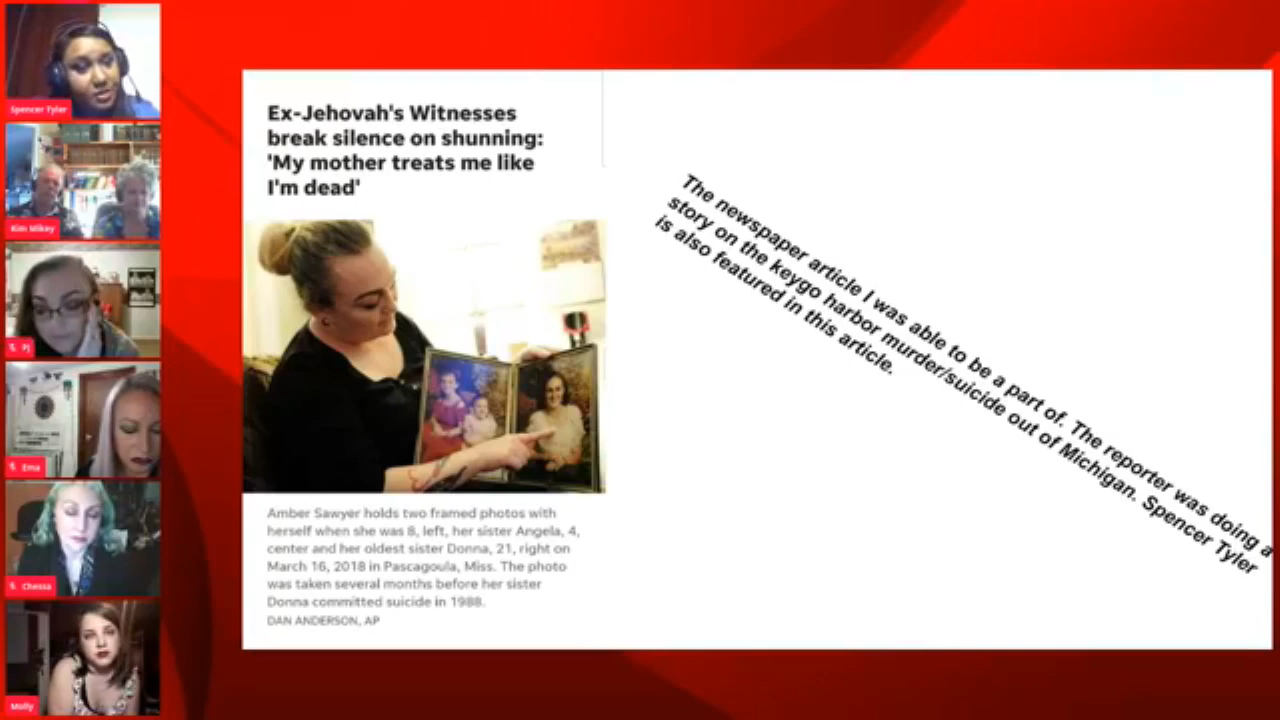 Spencer Tyler
Kim Mikey
PJ
Ema
Chessa
Molly
Ex-Jehovah's Witnesses
break silence on shunning:
'My mother treats me like
I'm dead'
Amber Sawyer holds two framed photos with
herself when she was 8, left, her sister Angela, 4,
center and her oldest sister Donna, 21, right on
March 16, 2018 in Pascagoula, Miss. The photo
was taken several months before her sister
Donna committed suicide in 1988.
DAN ANDERSON, AP
The newspaper article I was able to be a part of. The reporter was doing a
story on the keygo harbor murder/suicide out of Michigan. Spencer Tyler
is also featured in this article.